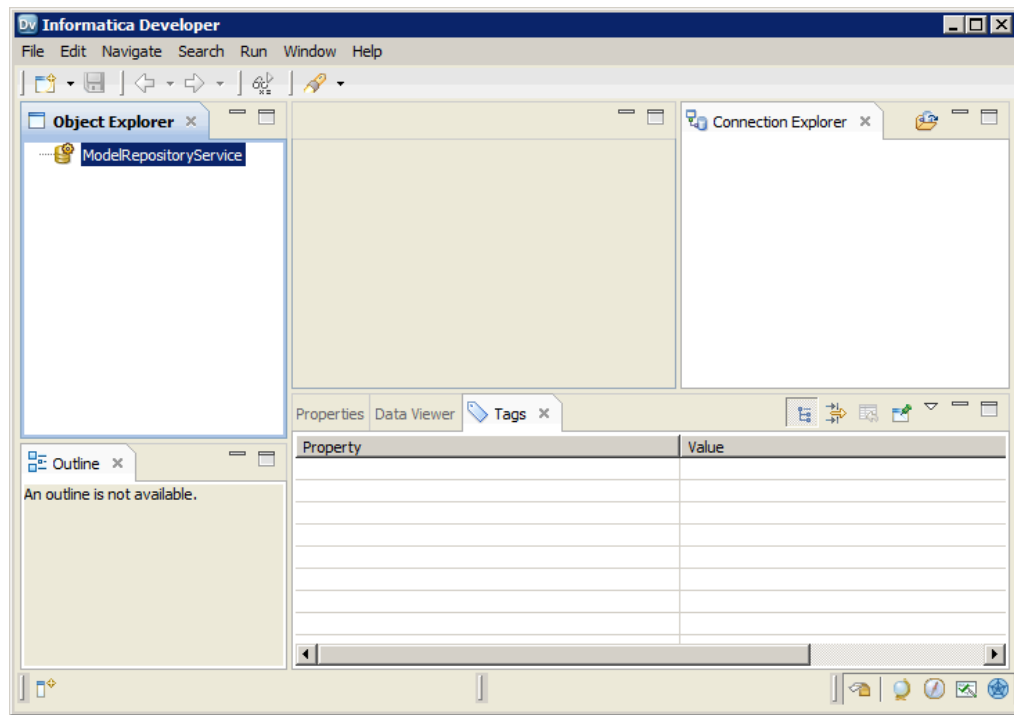 Dv Informatica Developer
File Edit Navigate Search Run Window Help
Object Explorer
Connection Explorer
ModelRepositoryService
Properties Data Viewer Tags
Property Value
Outline
An outline is not available.